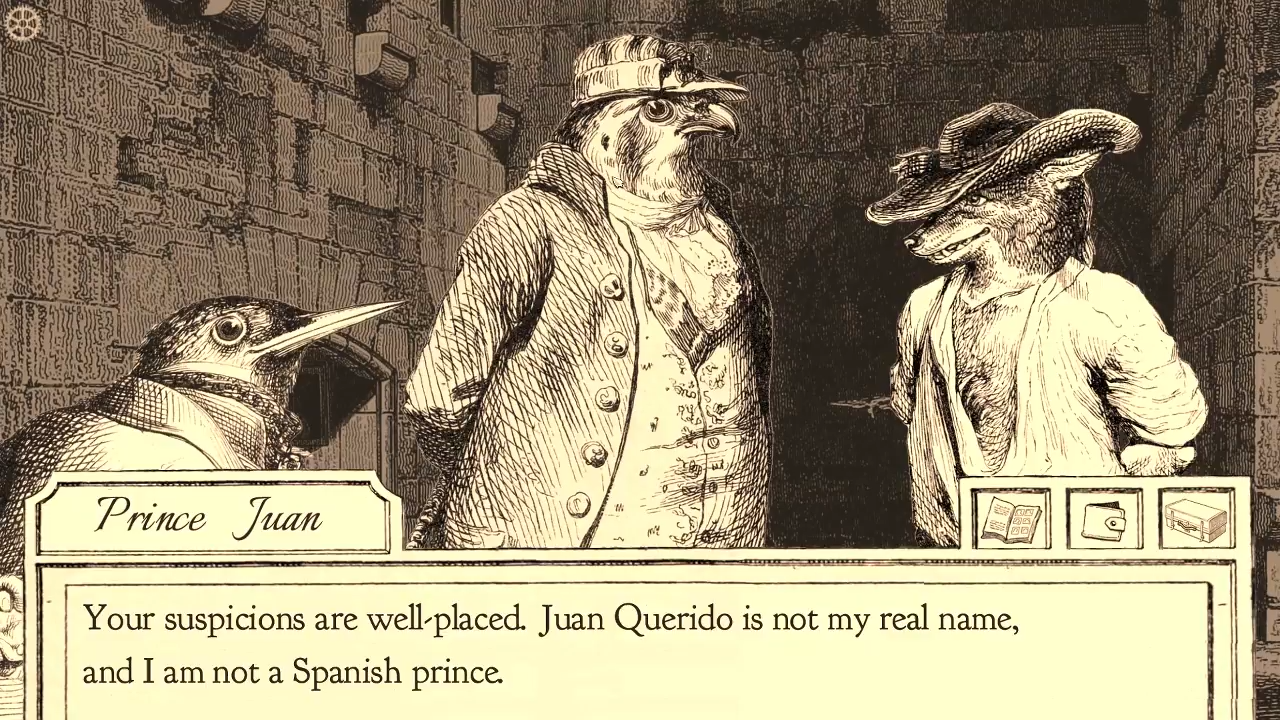 Prince Juan
Your suspicions are well-placed. Juan Querido is not my real name,
and I am not a Spanish prince.